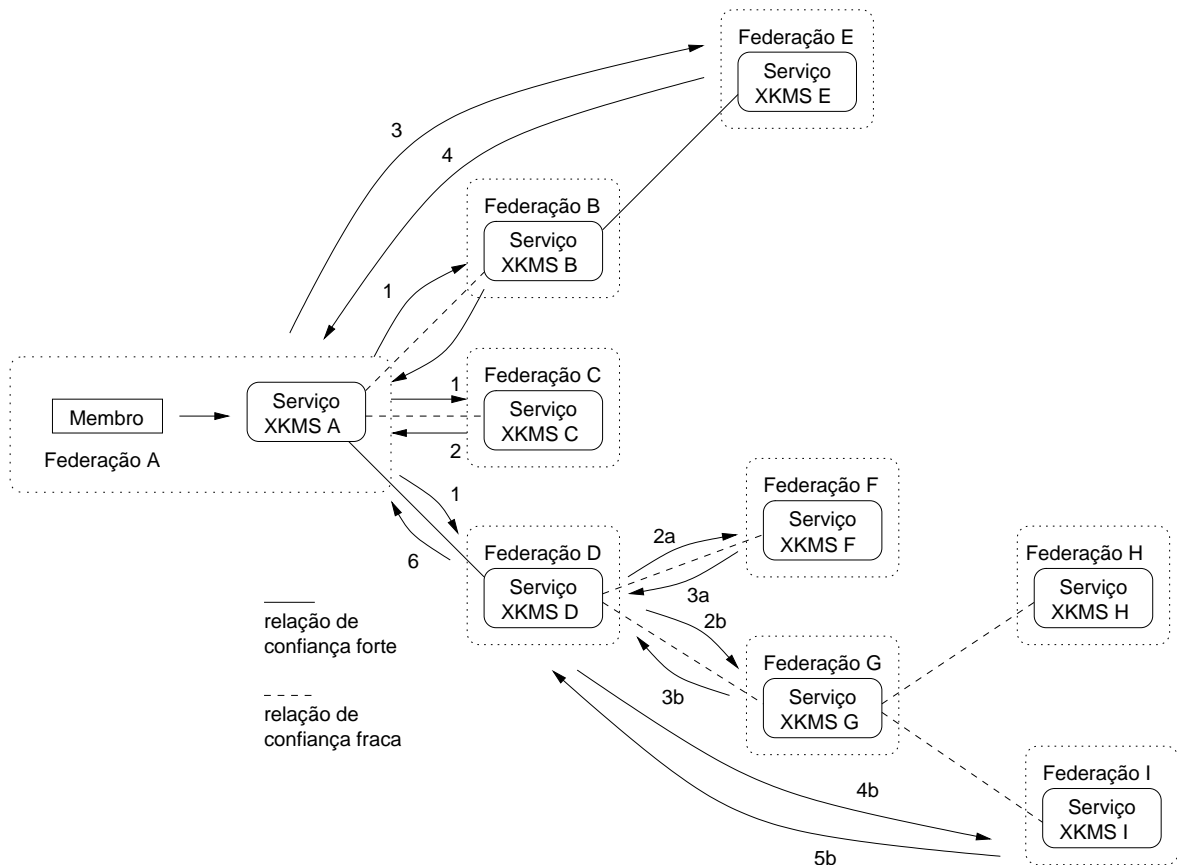 Federação E
Serviço
XKMS E
3
4
Federação B
Serviço
XKMS B
1
Federação C
Serviço
XKMS C
1
2
Serviço
XKMS A
Membro
Federação A
1
6
Federação D
Serviço
XKMS D
Federação F
Serviço
XKMS F
2a
3a
2b
3b
Federação G
Serviço
XKMS G
Federação H
Serviço
XKMS H
Federação I
Serviço
XKMS I
4b
5b
relação de
confiança forte
relação de
confiança fraca